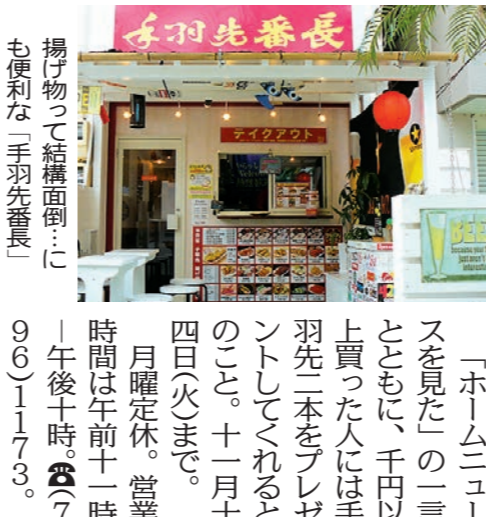 手羽先番長
テイクアウト
BEER
揚げ物って結構面倒…に
も便利な「手羽先番長」
「ホームニュー
スを見た」の一言
とともに、千円以
上買った人には手
羽先二本をプレゼ
ントしてくれると
のこと。十一月十
四日(火)まで。
月曜定休。営業
時間は午前十一時
―午後十時。☎(7
96)1173。